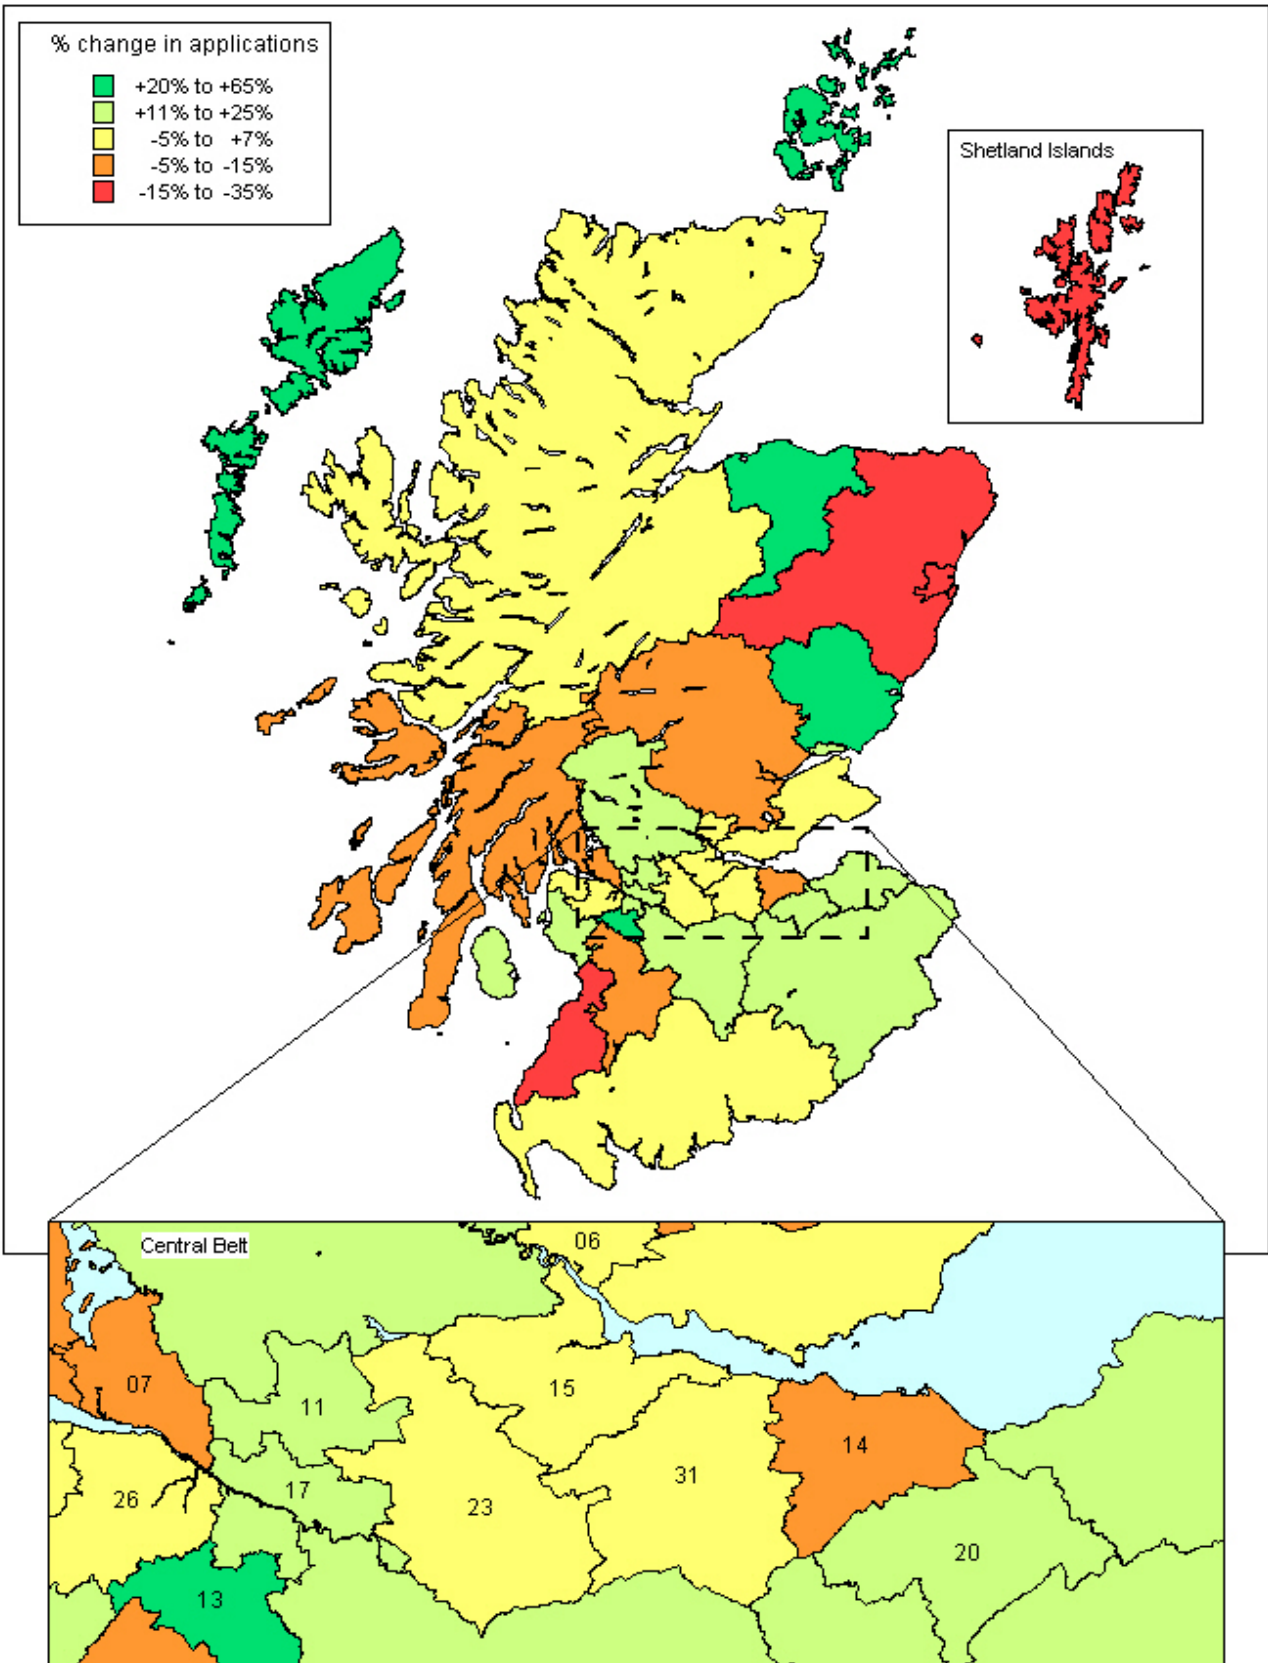 % change in applications
+20% to +65%
+11% to +25%
-5% to +7%
-5% to -15%
-15% to -35%
Shetland Islands
Central Belt
06
07
11
15
14
17
31
26
23
20
13